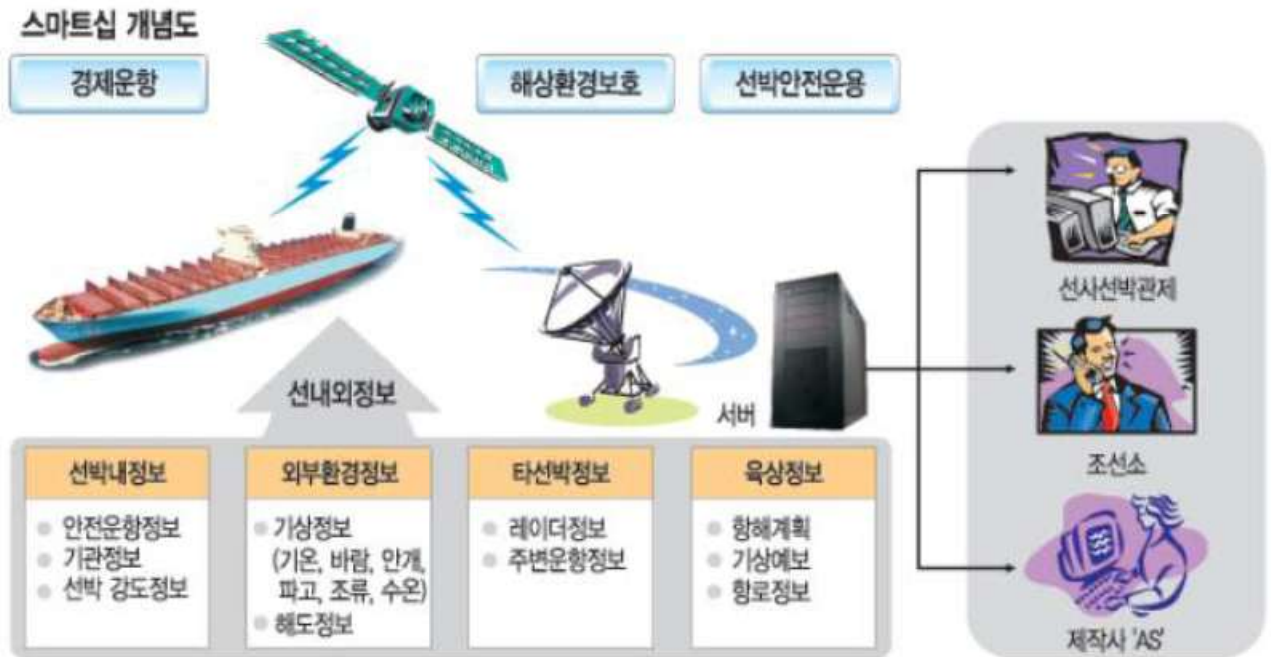 스마트십 개념도
경제운항
해상환경보호
선박안전운용
선사선박관제
조선소
제작사 'AS'
서버
선내외정보
선박내정보
안전운항정보
기관정보
선박 강도정보
외부환경정보
기상정보
(기온, 바람, 안개,
파고, 조류, 수온)
해도정보
타선박정보
레이더정보
주변운항정보
육상정보
항해계획
기상예보
항로정보